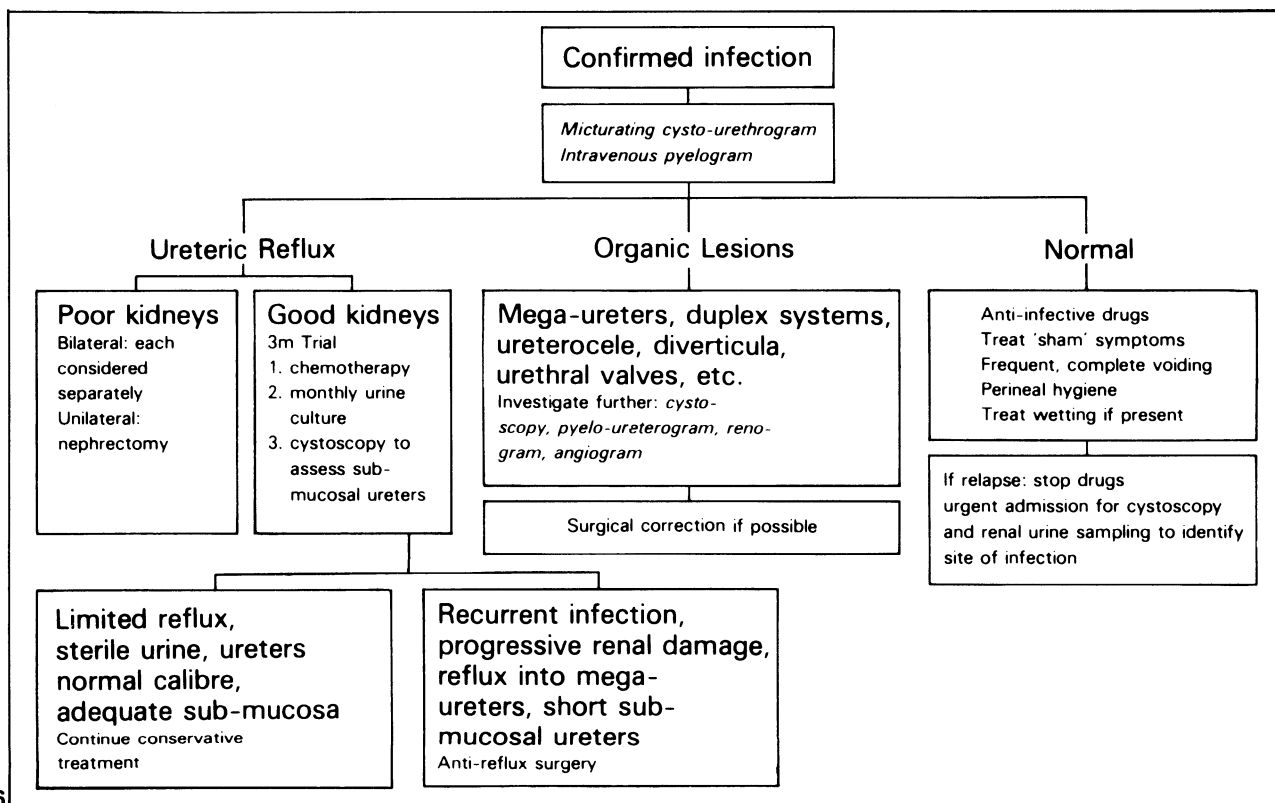 Confirmed infection
Micturating cysto-urethrogram
Intravenous pyelogram
Ureteric Reflux
Organic Lesions
Normal
Poor kidneys
Bilateral: each
considered
separately
Unilateral:
nephrectomy
Good kidneys
3m Trial
1. chemotherapy
2. monthly urine
culture
3. cystoscopy to
assess sub-
mucosal ureters
Mega-ureters, duplex systems,
ureterocele, diverticula,
urethral valves, etc.
Investigate further: cysto-
scopy, pyelo-ureterogram, reno-
gram, angiogram
Surgical correction if possible
Anti-infective drugs
Treat 'sham' symptoms
Frequent, complete voiding
Perineal hygiene
Treat wetting if present
If relapse: stop drugs
urgent admission for cystoscopy
and renal urine sampling to identify
site of infection
Limited reflux,
sterile urine, ureters
normal calibre,
adequate sub-mucosa
Continue conservative
treatment
Recurrent infection,
progressive renal damage,
reflux into mega-
ureters, short sub-
mucosal ureters
Anti-reflux surgery